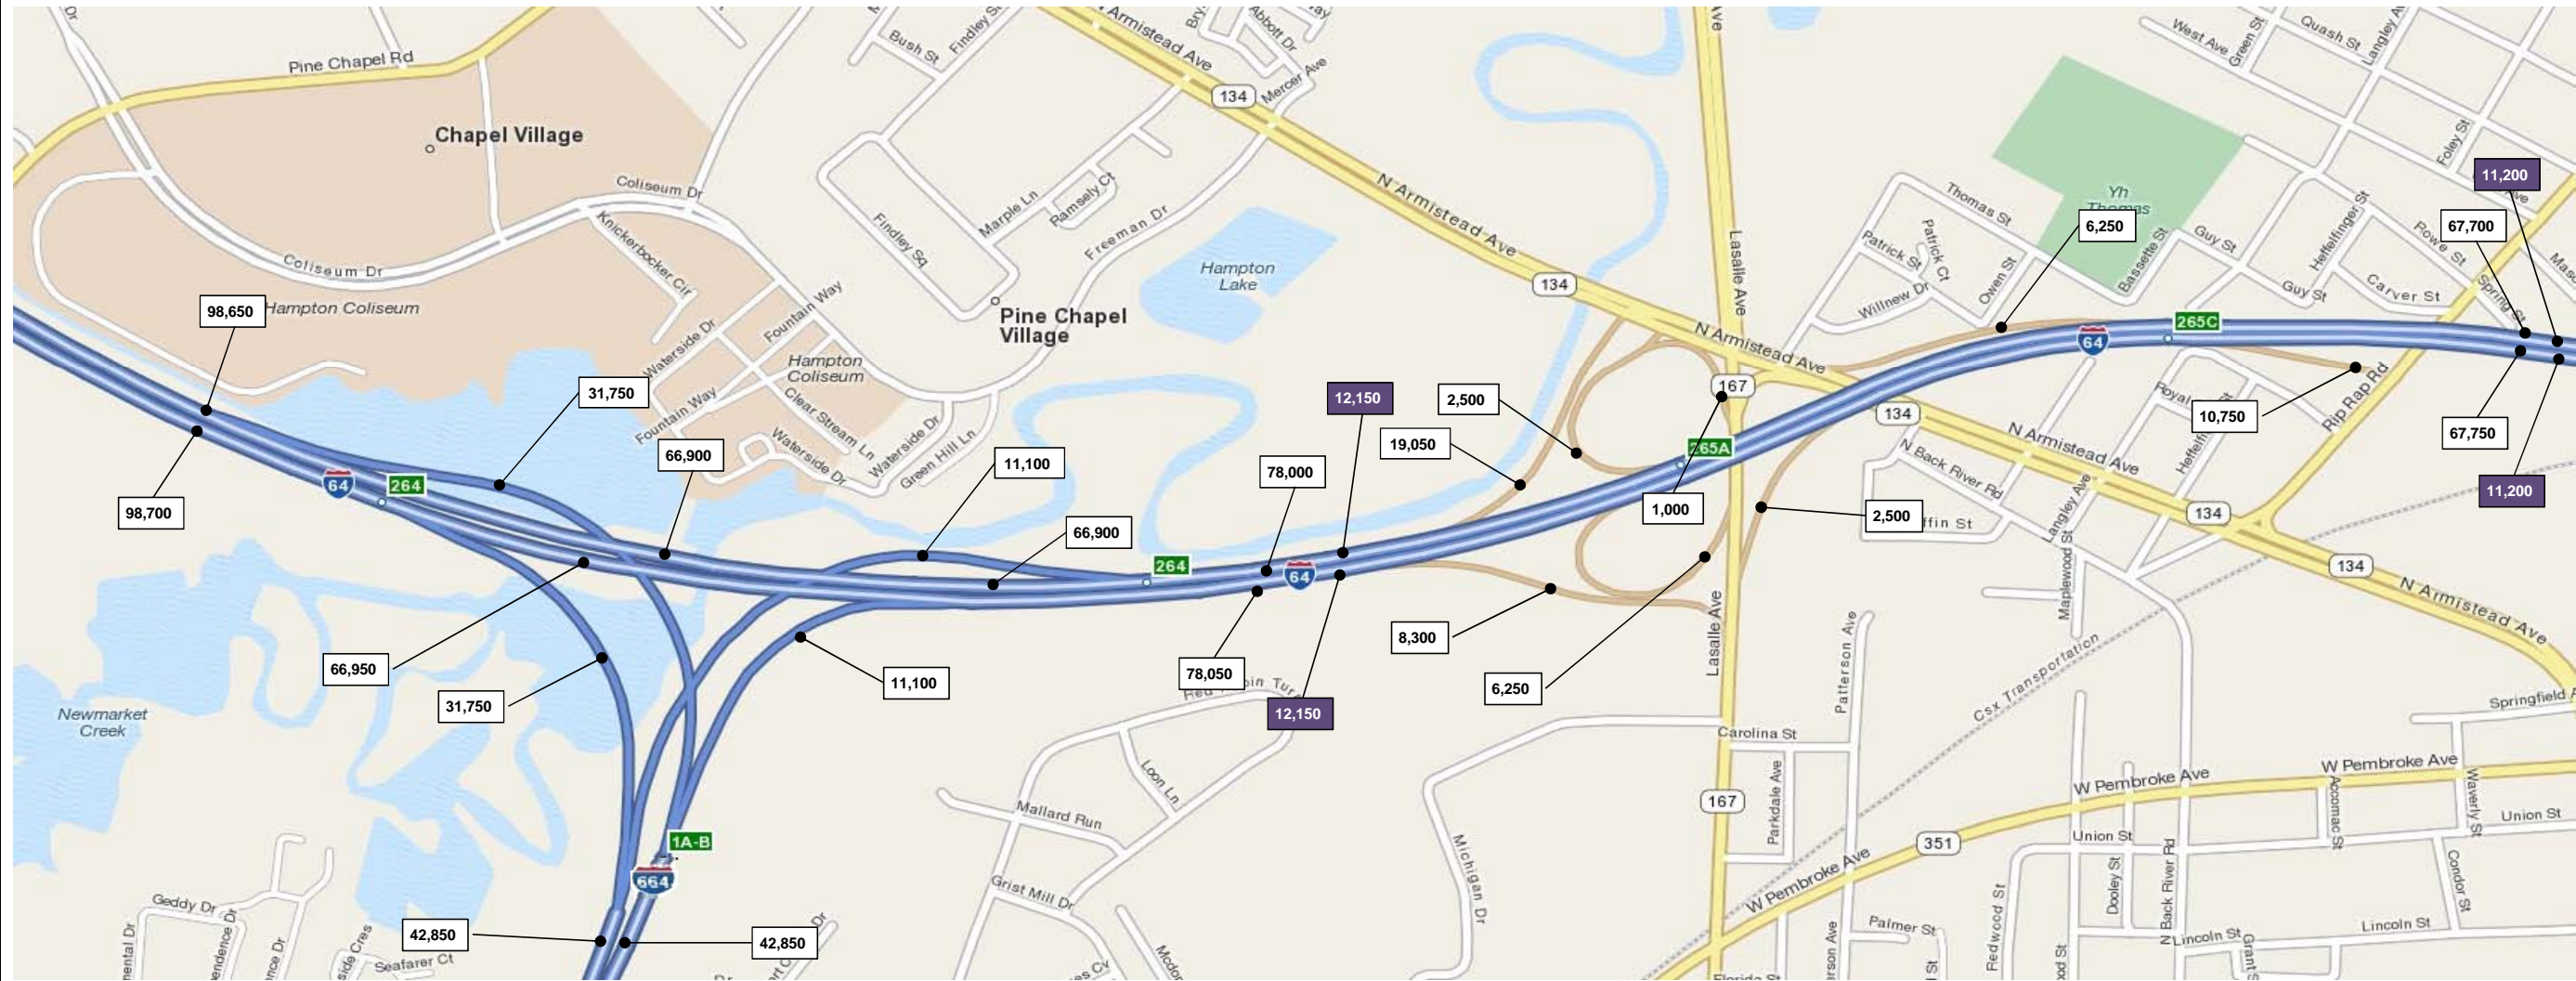 Dr
Pine Chapel Rd
Chapel Village
Coliseum Dr
Coliseum Dr
Hampton Coliseum
Knickerbocker Cir
Waterside Dr
Fountain Way
Hampton
Coliseum
Fountain Way
Clear Stream Ln
Waterside Dr
Waterside Dr
Green Hill Ln
Bush St
Findley St
Findley Sq
Marple Ln
Ramsely Ct
Freeman Dr
Pine Chapel
Village
N Armistead Ave
Abbott Dr
Mercer Ave
134
Hampton
Lake
N Armistead Ave
134
Lasalle Ave
N Armistead Ave
167
134
N Armistead Ave
134
134
N Armistead Ave
Thomas St
Patrick St
Patrick Ct
Willnew Dr
Owen St
Yh
Thomas
Bassette St
Guy St
Guy St
West Ave
Green St
Quash St
Langley Av
Foley St
Heffelfinger St
Rowe St
Carver St
Spring St
Rip Rap Rd
N Back River Rd
Langley Ave
Maplewood St
98,650
98,700
31,750
66,900
11,100
66,900
78,000
12,150
2,500
19,050
1,000
2,500
6,250
10,750
67,700
11,200
67,750
11,200
66,950
31,750
11,100
78,050
12,150
8,300
6,250
42,850
42,850
64
264
264
64
265A
64
265C
1A-B
664
Newmarket
Creek
Geddy Dr
Seafarer Ct
Loon Ln
Mallard Run
Grist Mill Dr
Michigan Dr
Lasalle Ave
167
Carolina St
Parkdale Ave
Patterson Ave
Csx Transportation
W Pembroke Ave
351
W Pembroke Ave
W Pembroke Ave
Springfield
Union St
Union St
Accomac St
Waverly St
Condor St
Dooley St
N Back River Rd
Redwood St
Palmer St
Lincoln St
Lincoln St
Florida St